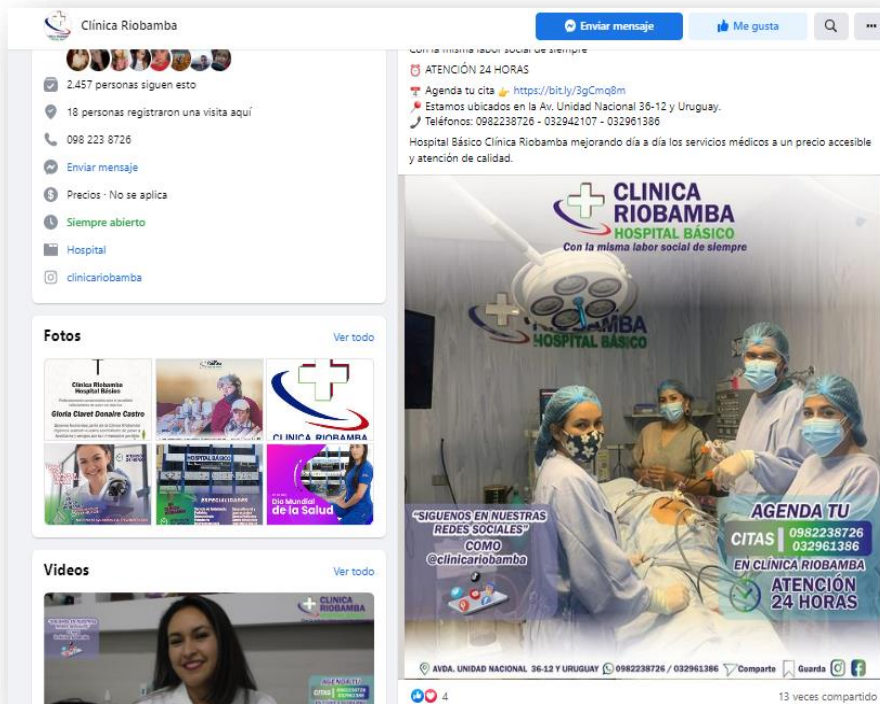 Clínica Riobamba
Enviar mensaje
Me gusta
2.457 personas siguen esto
18 personas registraron una visita aquí
098 223 8726
Enviar mensaje
Precios · No se aplica
Siempre abierto
Hospital
clinicariobamba
Fotos
Ver todo
Clínica Riobamba
Hospital Básico
Gloria Claret Donaire Castro
CLINICA RIOBAMBA
HOSPITAL BÁSICO
ESPECIALIDADES
Día Mundial
de la Salud
Videos
Ver todo
CLINICA
RIOBAMBA
AGENDA TU
CITAS
Con la misma labor social de siempre
ATENCIÓN 24 HORAS
Agenda tu cita https://bit.ly/3gCmq8m
Estamos ubicados en la Av. Unidad Nacional 36-12 y Uruguay.
Teléfonos: 0982238726 - 032942107 - 032961386
Hospital Básico Clínica Riobamba mejorando día a día los servicios médicos a un precio accesible
y atención de calidad.
CLINICA
RIOBAMBA
HOSPITAL BÁSICO
Con la misma labor social de siempre
RIOBAMBA
HOSPITAL BÁSICO
"SIGUENOS EN NUESTRAS
REDES SOCIALES"
COMO
@clinicariobamba
AGENDA TU
CITAS 0982238726
032961386
EN CLÍNICA RIOBAMBA
ATENCIÓN
24 HORAS
AVDA. UNIDAD NACIONAL 36-12 Y URUGUAY 0982238726 / 032961386 Comparte Guarda
4
13 veces compartido